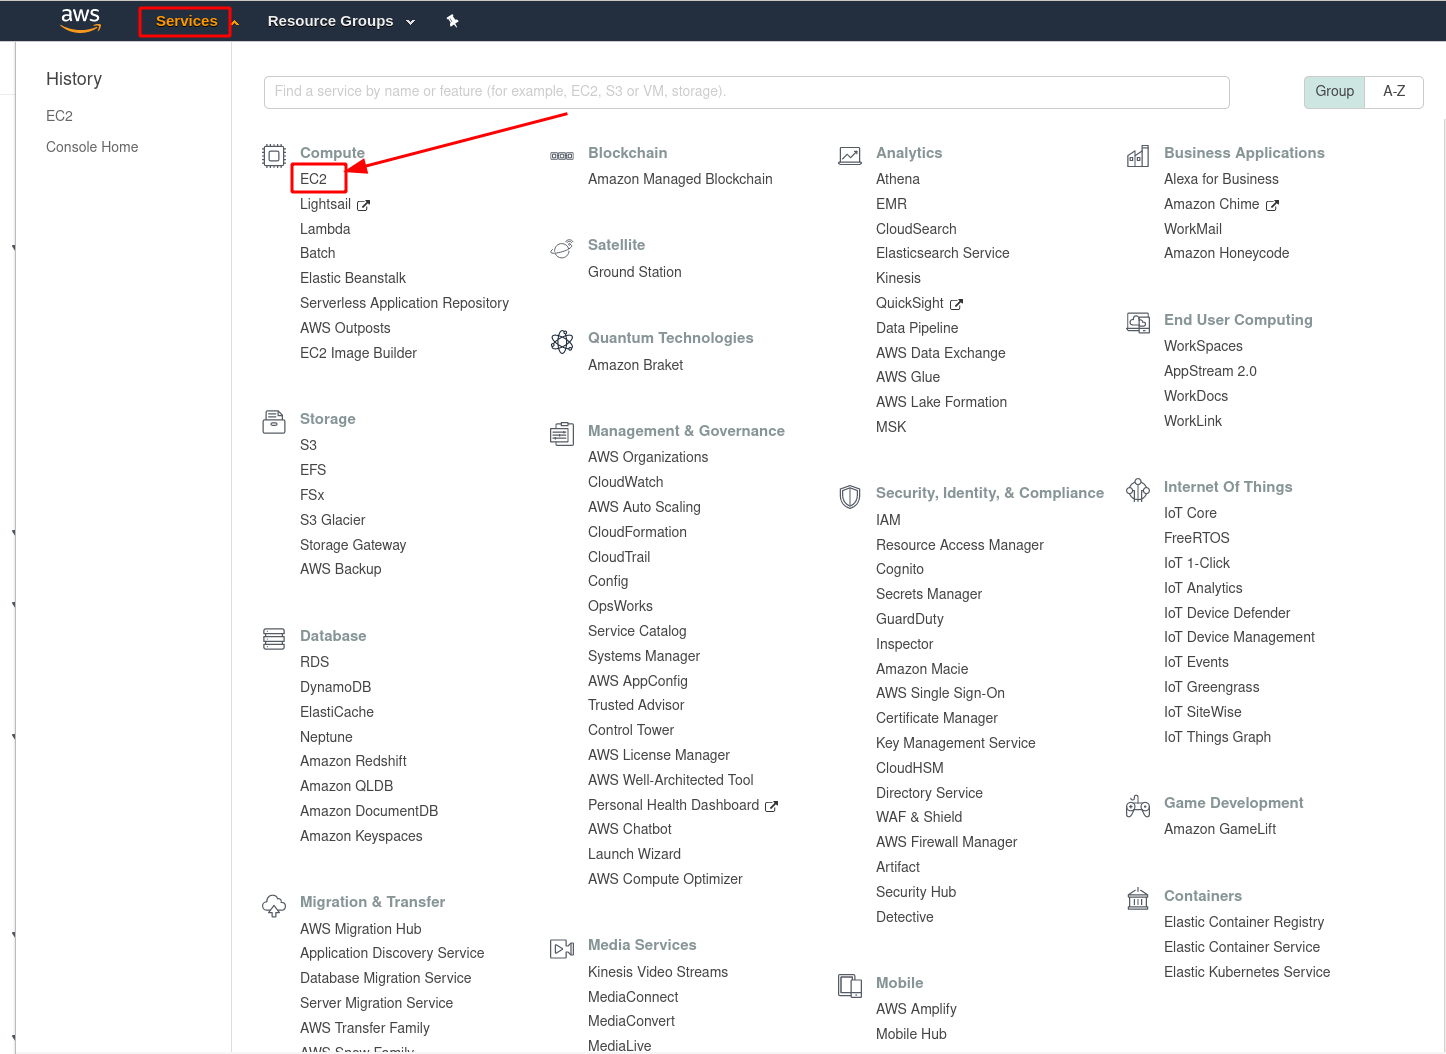 aws
Services
Resource Groups
History
EC2
Console Home
Find a service by name or feature (for example, EC2, S3 or VM, storage).
Group
A-Z
Compute
EC2
Lightsail
Lambda
Batch
Elastic Beanstalk
Serverless Application Repository
AWS Outposts
EC2 Image Builder
Storage
S3
EFS
FSx
S3 Glacier
Storage Gateway
AWS Backup
Database
RDS
DynamoDB
ElastiCache
Neptune
Amazon Redshift
Amazon QLDB
Amazon DocumentDB
Amazon Keyspaces
Migration & Transfer
AWS Migration Hub
Application Discovery Service
Database Migration Service
Server Migration Service
AWS Transfer Family
AWS Snow Family
Blockchain
Amazon Managed Blockchain
Satellite
Ground Station
Quantum Technologies
Amazon Braket
Management & Governance
AWS Organizations
CloudWatch
AWS Auto Scaling
CloudFormation
CloudTrail
Config
OpsWorks
Service Catalog
Systems Manager
AWS AppConfig
Trusted Advisor
Control Tower
AWS License Manager
AWS Well-Architected Tool
Personal Health Dashboard
AWS Chatbot
Launch Wizard
AWS Compute Optimizer
Media Services
Kinesis Video Streams
MediaConnect
MediaConvert
MediaLive
Analytics
Athena
EMR
CloudSearch
Elasticsearch Service
Kinesis
QuickSight
Data Pipeline
AWS Data Exchange
AWS Glue
AWS Lake Formation
MSK
Security, Identity, & Compliance
IAM
Resource Access Manager
Cognito
Secrets Manager
GuardDuty
Inspector
Amazon Macie
AWS Single Sign-On
Certificate Manager
Key Management Service
CloudHSM
Directory Service
WAF & Shield
AWS Firewall Manager
Artifact
Security Hub
Detective
Mobile
AWS Amplify
Mobile Hub
Business Applications
Alexa for Business
Amazon Chime
WorkMail
Amazon Honeycode
End User Computing
WorkSpaces
AppStream 2.0
WorkDocs
WorkLink
Internet Of Things
IoT Core
FreeRTOS
IoT 1-Click
IoT Analytics
IoT Device Defender
IoT Device Management
IoT Events
IoT Greengrass
IoT SiteWise
IoT Things Graph
Game Development
Amazon GameLift
Containers
Elastic Container Registry
Elastic Container Service
Elastic Kubernetes Service